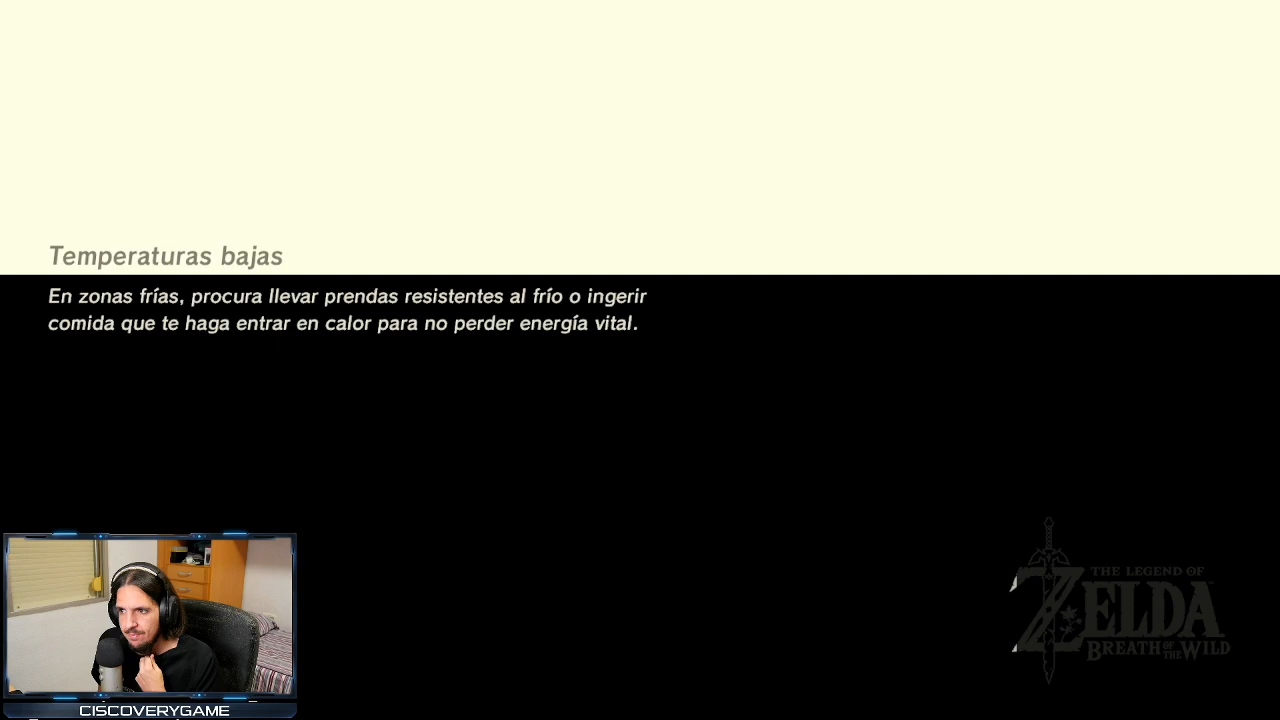 Temperaturas bajas
En zonas frías, procura llevar prendas resistentes al frío o ingerir
comida que te haga entrar en calor para no perder energía vital.
THE LEGEND OF
ZELDA
BREATH OF THE WILD
CISCOVERYGAME